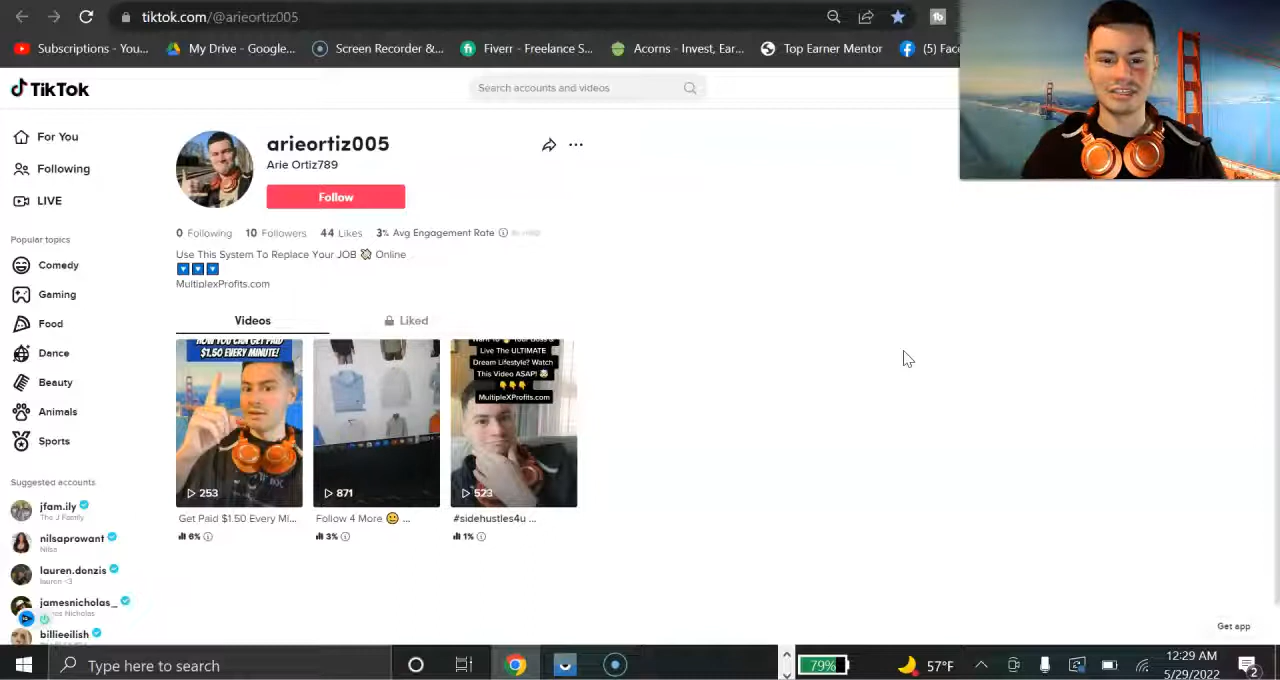 tiktok.com/@arieortiz005
Subscriptions - You...
My Drive - Google...
Screen Recorder &...
Fiverr - Freelance S...
Acorns - Invest, Ear...
Top Earner Mentor
(5) Fac
TikTok
Search accounts and videos
For You
Following
LIVE
Popular topics
Comedy
Gaming
Food
Dance
Beauty
Animals
Sports
Suggested accounts
jfam.ily
The J Family
nilsaprowant
Nilsa
lauren.donzis
lauren <3
jamesnicholas_
Nicholas
billieeilish
arieortiz005
Arie Ortiz789
Follow
0 Following 10 Followers 44 Likes 3% Avg Engagement Rate
Use This System To Replace Your JOB 💸 Online
🔽🔽🔽
MultiplexProfits.com
Videos
Liked
HOW YOU CAN GET PAID
$1.50 EVERY MINUTE!
253
Get Paid $1.50 Every Mi...
6%
871
Follow 4 More 🙂 ...
3%
Live The ULTIMATE
Dream Lifestyle? Watch
This Video ASAP! 🤯
👇👇👇
MultipleXProfits.com
523
#sidehustles4u ...
1%
Get app
Type here to search
79%
57°F
12:29 AM
5/29/2022
2